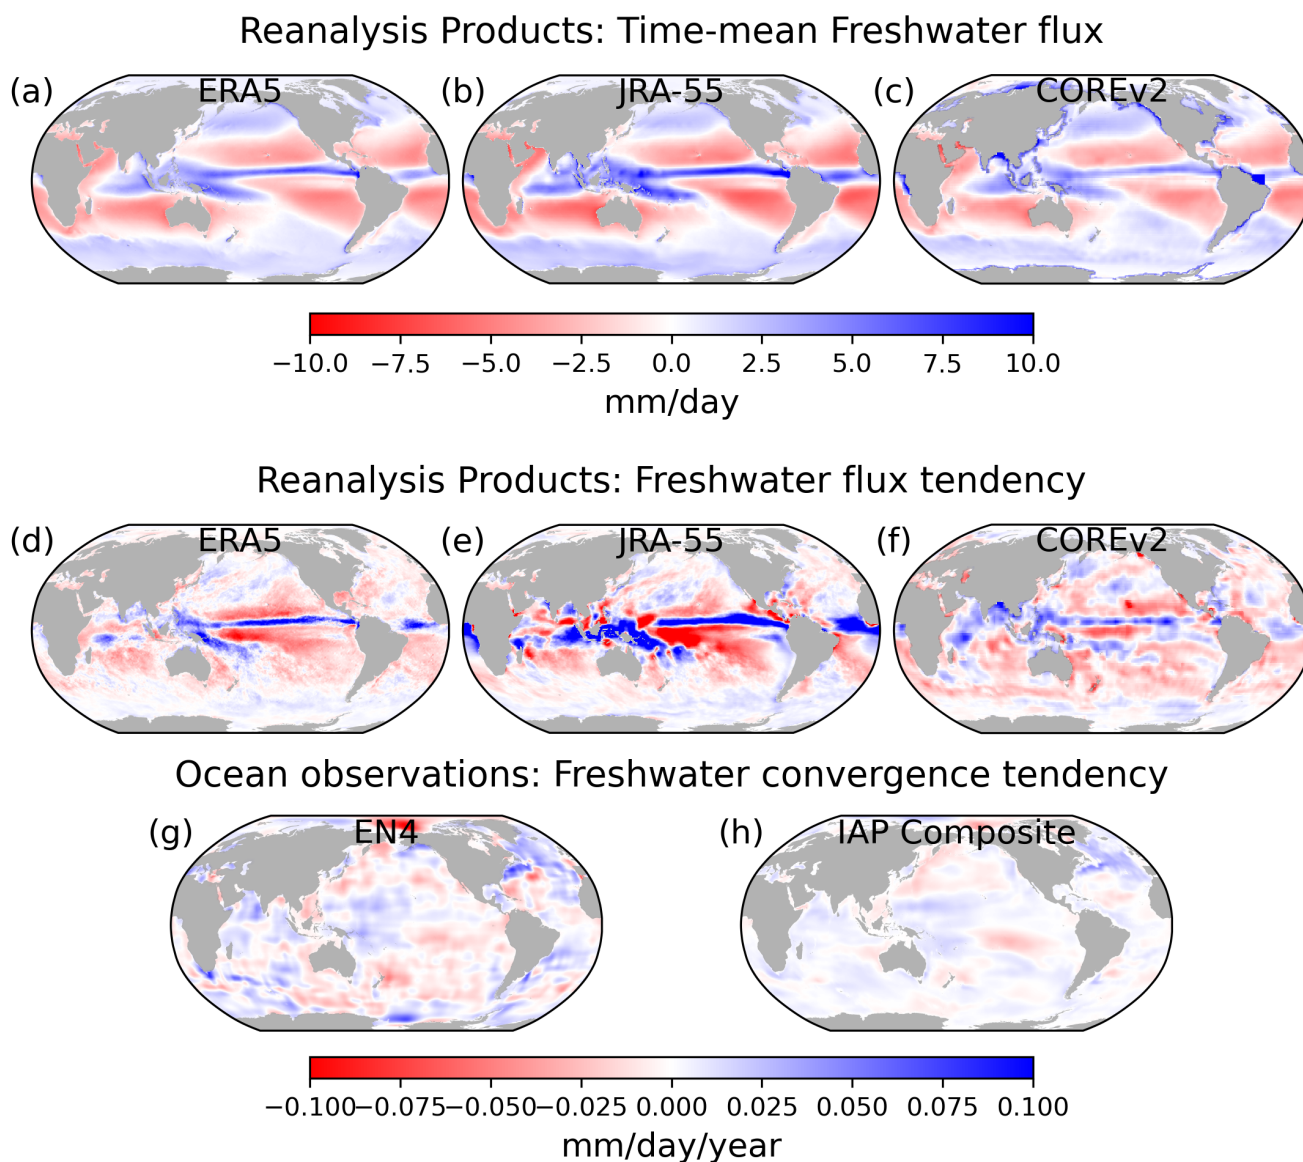 Reanalysis Products: Time-mean Freshwater flux
(a) ERA5 (b) JRA-55 (c) COREv2
−10.0 −7.5 −5.0 −2.5 0.0 2.5 5.0 7.5 10.0
mm/day
Reanalysis Products: Freshwater flux tendency
(d) ERA5 (e) JRA-55 (f) COREv2
Ocean observations: Freshwater convergence tendency
(g) EN4 (h) IAP Composite
−0.100 −0.075 −0.050 −0.025 0.000 0.025 0.050 0.075 0.100
mm/day/year